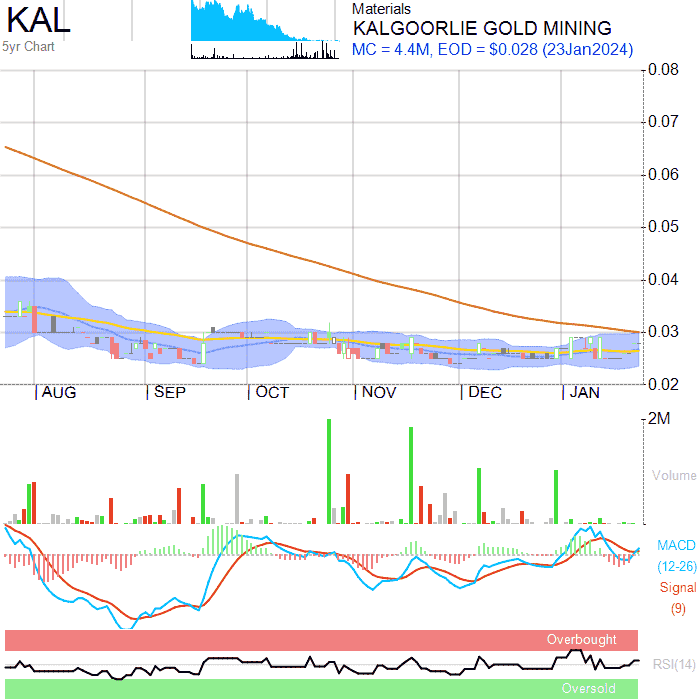 KAL
5yr Chart
Materials
KALGOORLIE GOLD MINING
MC = 4.4M, EOD = $0.028 (23Jan2024)
0.08
0.07
0.06
0.05
0.04
0.03
0.02
AUG SEP OCT NOV DEC JAN
2M
Volume
MACD
(12-26)
Signal
(9)
Overbought
RSI(14)
Oversold